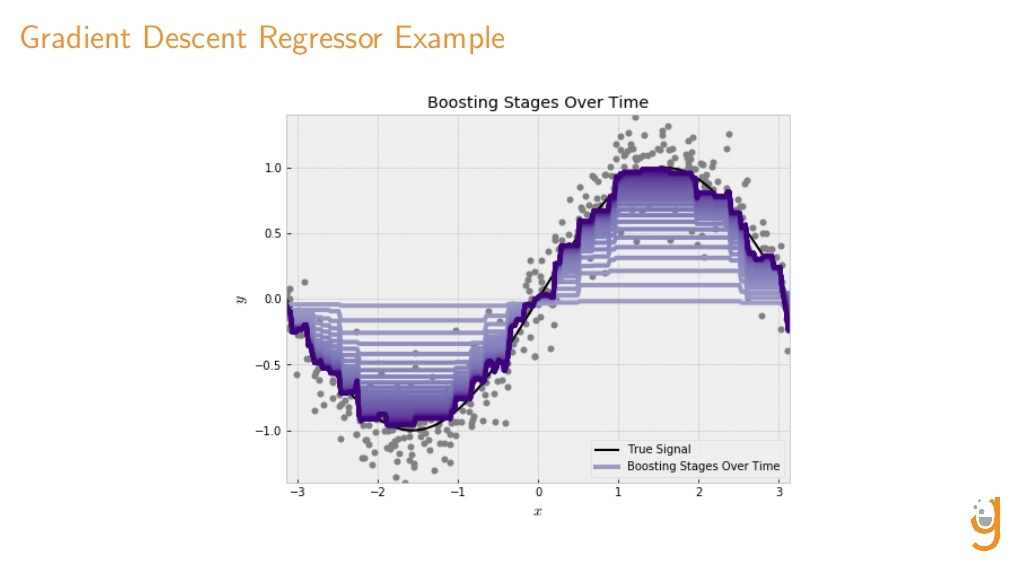 Gradient Descent Regressor Example
Boosting Stages Over Time
1.0
0.5
0.0
−0.5
−1.0
y
−3
−2
−1
0
1
2
3
x
True Signal
Boosting Stages Over Time
g